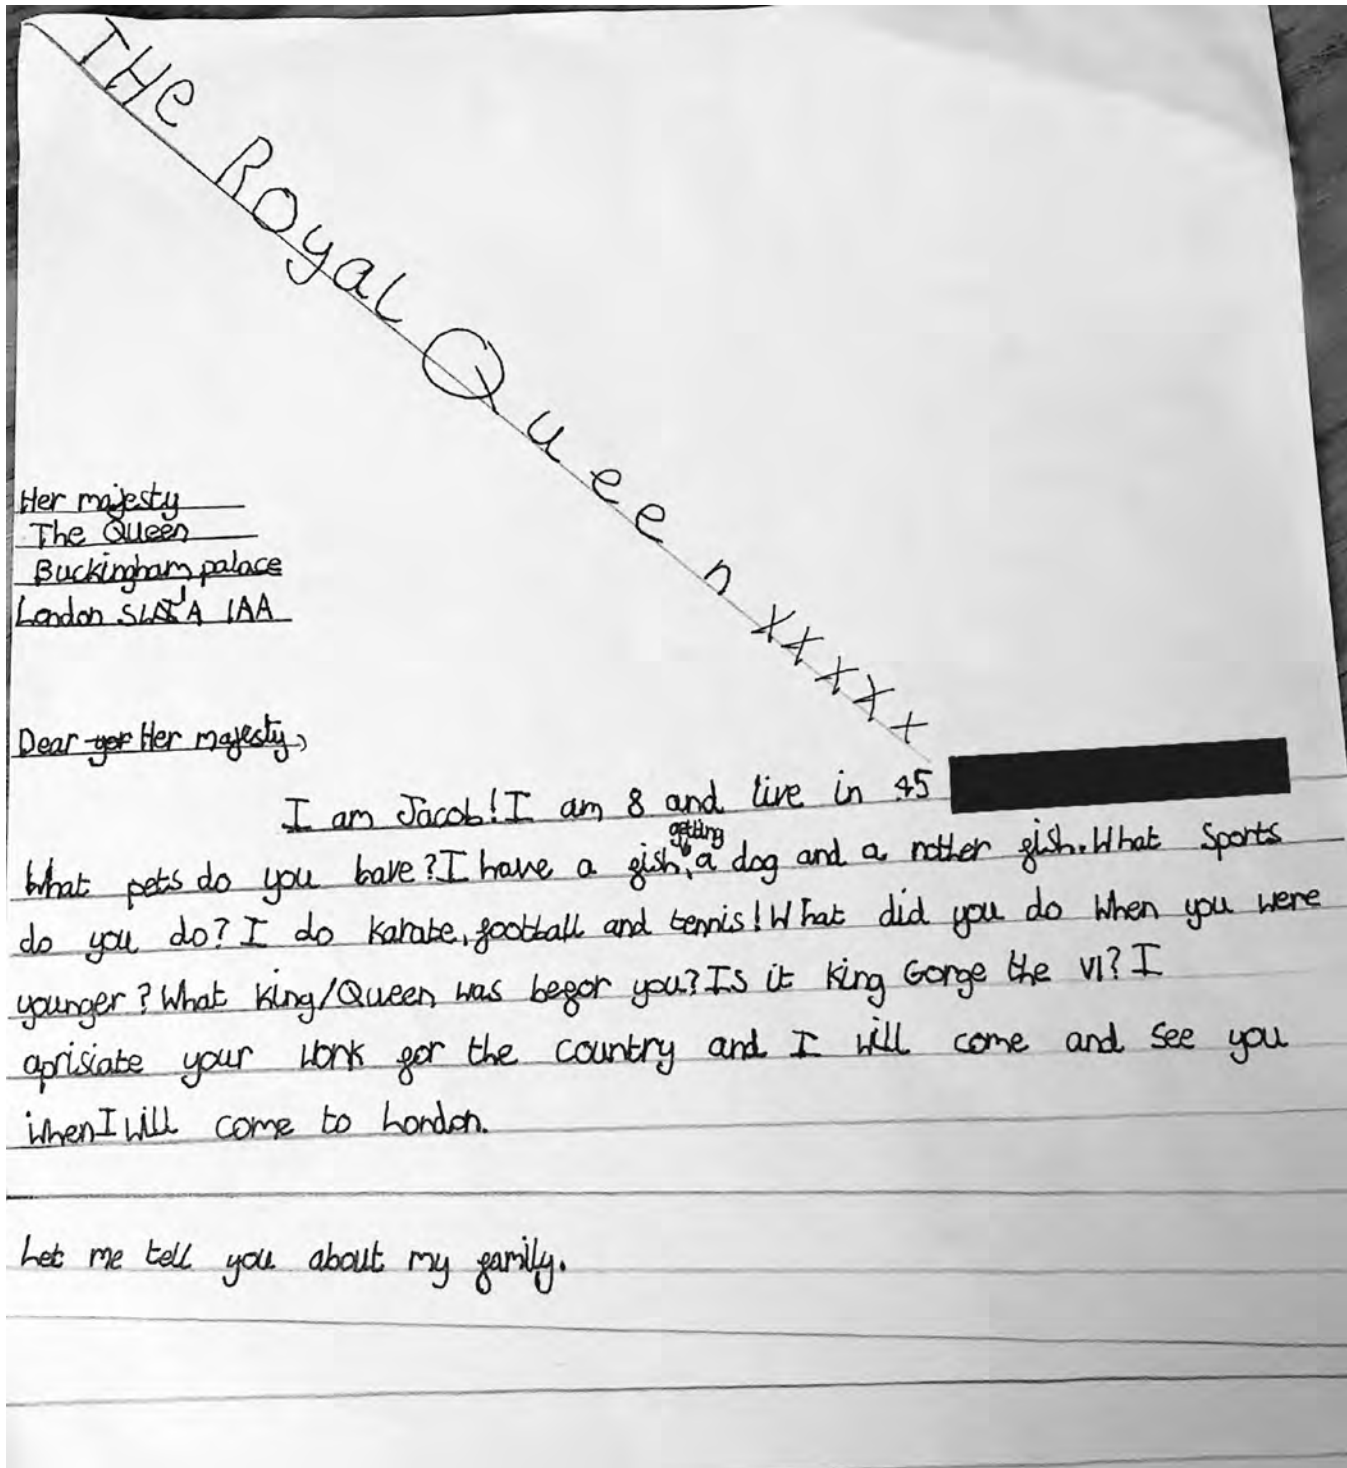 THE Royal Queen xxxxx
Her majesty
The Queen
Buckingham palace
London SW1A 1AA
Dear yor Her majesty,
I am Jacob! I am 8 and live in 45
getting
What pets do you have? I have a fish, a dog and a nother fish. What Sports
do you do? I do karate, football and tennis! What did you do when you were
younger? What King/Queen was befor you? Is it King Gorge the VI? I
aprisiate your work for the country and I will come and see you
when I will come to London.
Let me tell you about my family.